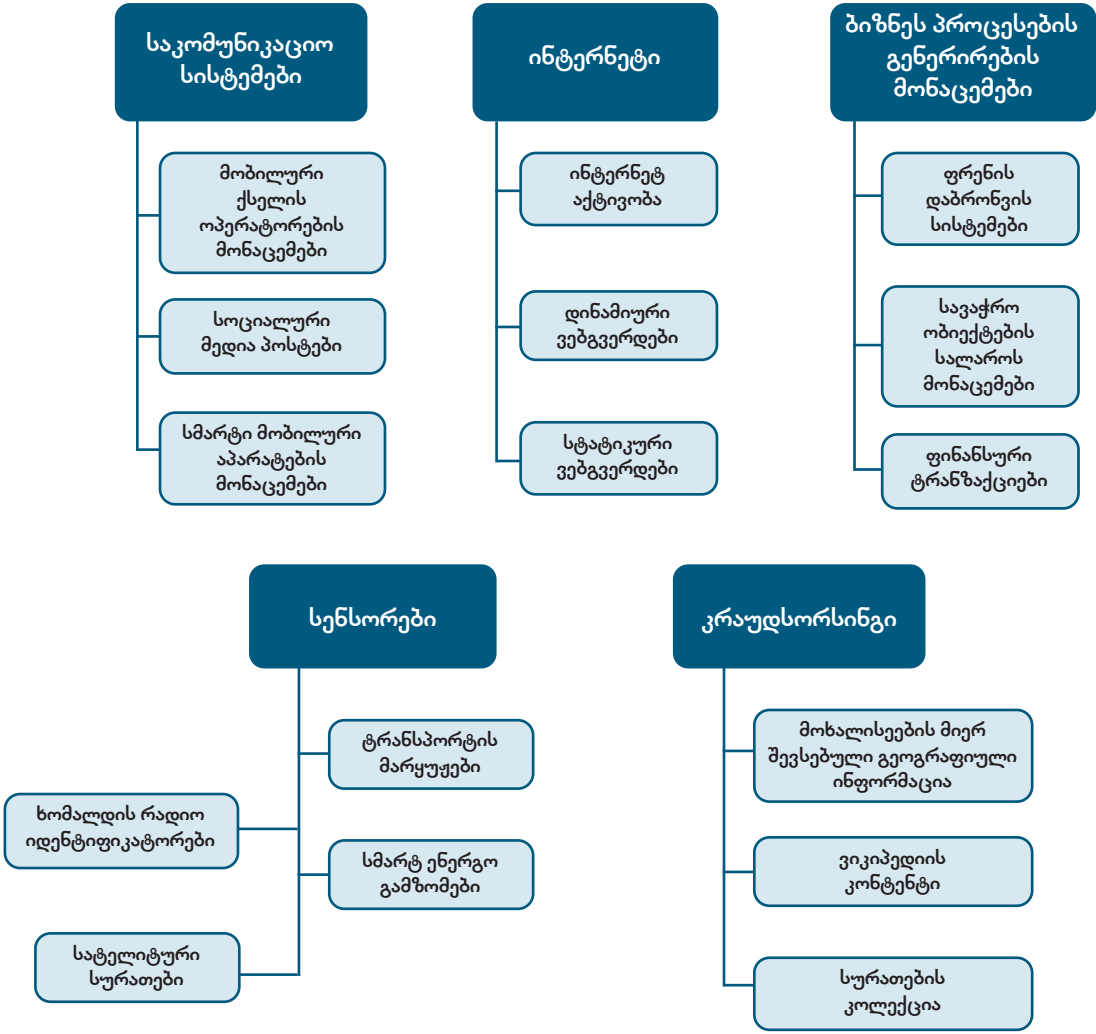 საკომუნიკაციო
სისტემები
მობილური
ქსელის
ოპერატორების
მონაცემები
სოციალური
მედია პოსტები
სმარტი მობილური
აპარატების
მონაცემები
ინტერნეტი
ინტერნეტ
აქტივობა
დინამიური
ვებგვერდები
სტატიკური
ვებგვერდები
ბიზნეს პროცესების
გენერირების
მონაცემები
ფრენის
დაბრონვის
სისტემები
სავაჭრო
ობიექტების
სალაროს
მონაცემები
ფინანსური
ტრანზაქციები
სენსორები
ტრანსპორტის
მარყუჟები
ხომალდის რადიო
იდენტიფიკატორები
სმარტ ენერგო
გამზომები
სატელიტური
სურათები
კრაუდსორსინგი
მოხალისეების მიერ
შევსებული გეოგრაფიული
ინფორმაცია
ვიკიპედიის
კონტენტი
სურათების
კოლექცია